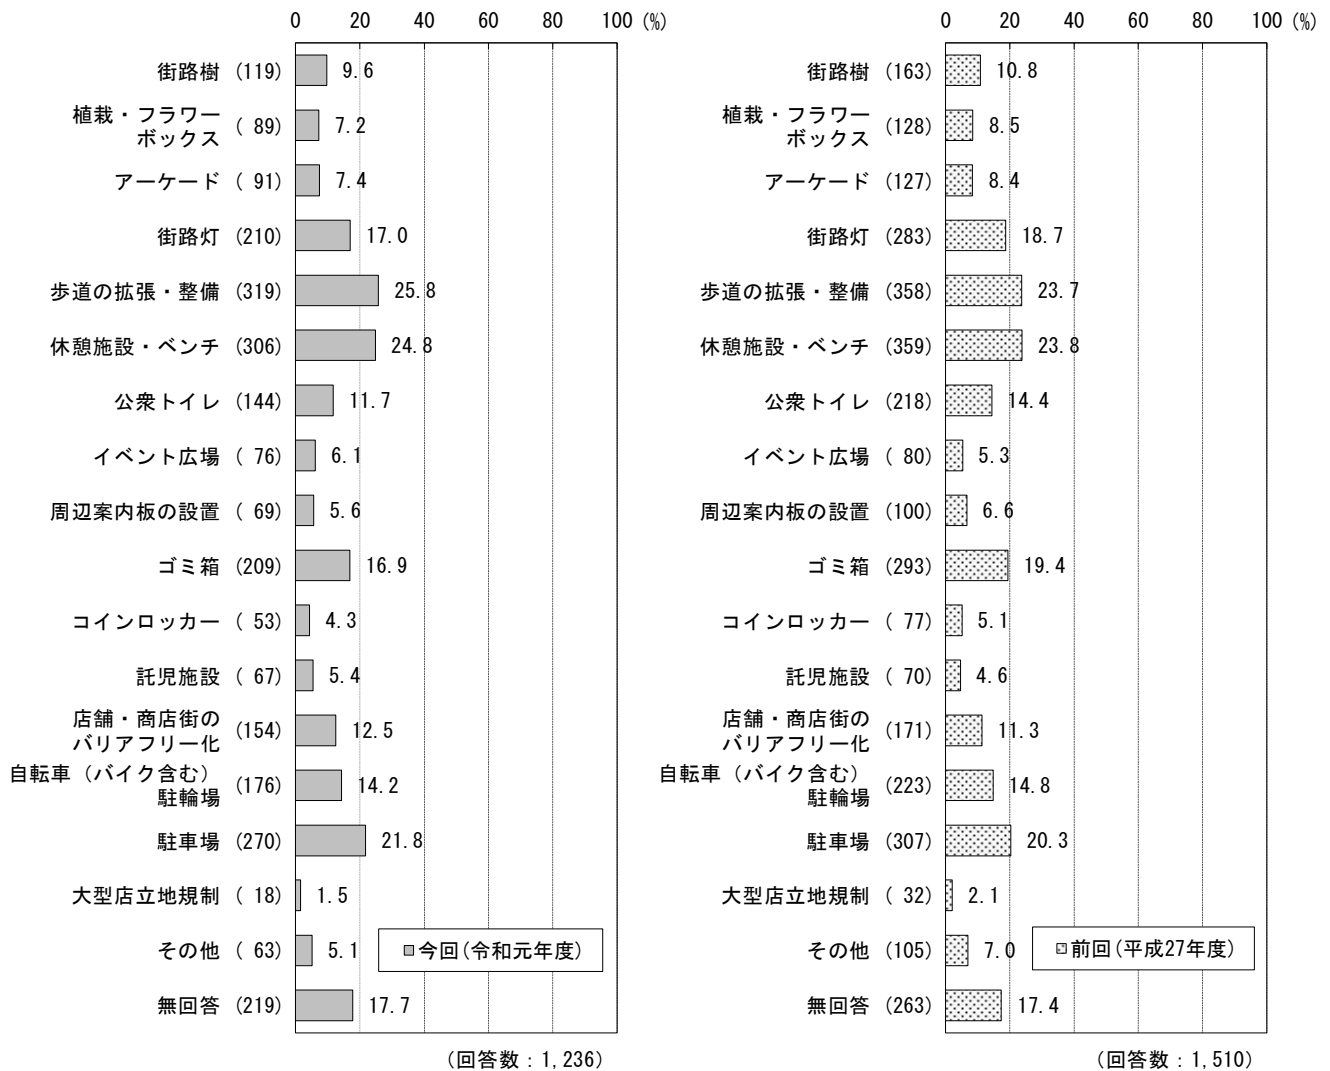 0 20 40 60 80 100 (%)
街路樹 (119) 9.6
植栽・フラワー
ボックス ( 89) 7.2
アーケード ( 91) 7.4
街路灯 (210) 17.0
歩道の拡張・整備 (319) 25.8
休憩施設・ベンチ (306) 24.8
公衆トイレ (144) 11.7
イベント広場 ( 76) 6.1
周辺案内板の設置 ( 69) 5.6
ゴミ箱 (209) 16.9
コインロッカー ( 53) 4.3
託児施設 ( 67) 5.4
店舗・商店街の
バリアフリー化 (154) 12.5
自転車（バイク含む）
駐輪場 (176) 14.2
駐車場 (270) 21.8
大型店立地規制 ( 18) 1.5
その他 ( 63) 5.1
今回(令和元年度)
無回答 (219) 17.7
(回答数：1,236)
0 20 40 60 80 100 (%)
街路樹 (163) 10.8
植栽・フラワー
ボックス (128) 8.5
アーケード (127) 8.4
街路灯 (283) 18.7
歩道の拡張・整備 (358) 23.7
休憩施設・ベンチ (359) 23.8
公衆トイレ (218) 14.4
イベント広場 ( 80) 5.3
周辺案内板の設置 (100) 6.6
ゴミ箱 (293) 19.4
コインロッカー ( 77) 5.1
託児施設 ( 70) 4.6
店舗・商店街の
バリアフリー化 (171) 11.3
自転車（バイク含む）
駐輪場 (223) 14.8
駐車場 (307) 20.3
大型店立地規制 ( 32) 2.1
その他 (105) 7.0
前回(平成27年度)
無回答 (263) 17.4
(回答数：1,510)